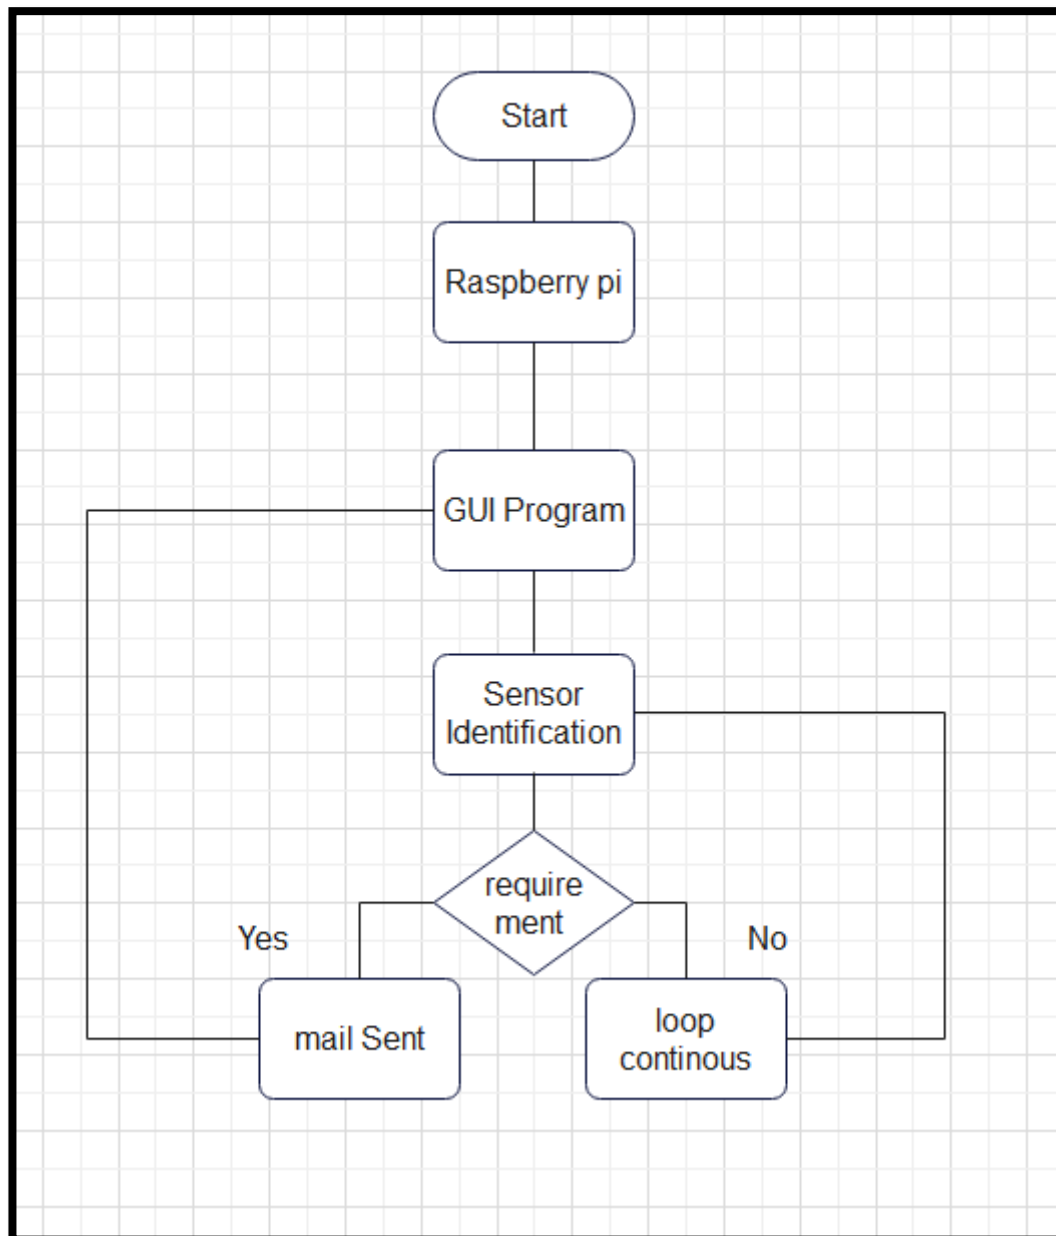 Start
Raspberry pi
GUI Program
Sensor
Identification
require
ment
Yes
No
mail Sent
loop
continous